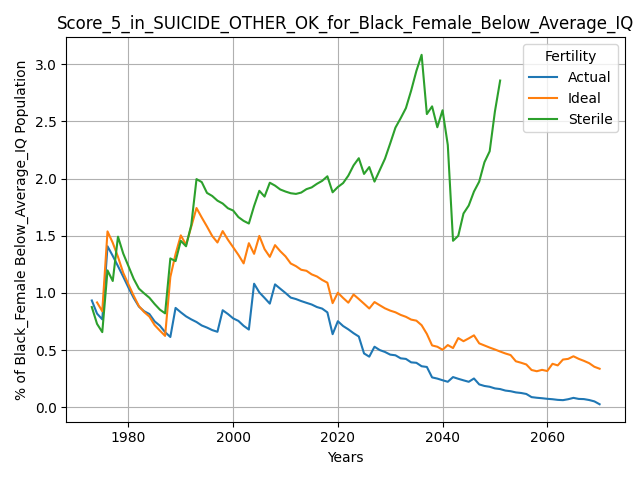 Score_5_in_SUICIDE_OTHER_OK_for_Black_Female_Below_Average_IQ
% of Black_Female Below_Average_IQ Population
3.0
2.5
2.0
1.5
1.0
0.5
0.0
Fertility
Actual
Ideal
Sterile
1980
2000
2020
2040
2060
Years